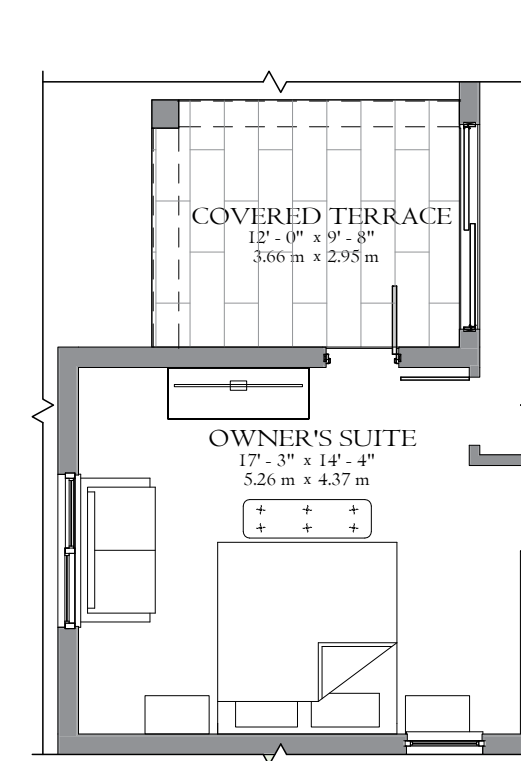 COVERED TERRACE
12' - 0" x 9' - 8"
3.66 m x 2.95 m
OWNER'S SUITE
17' - 3" x 14' - 4"
5.26 m x 4.37 m